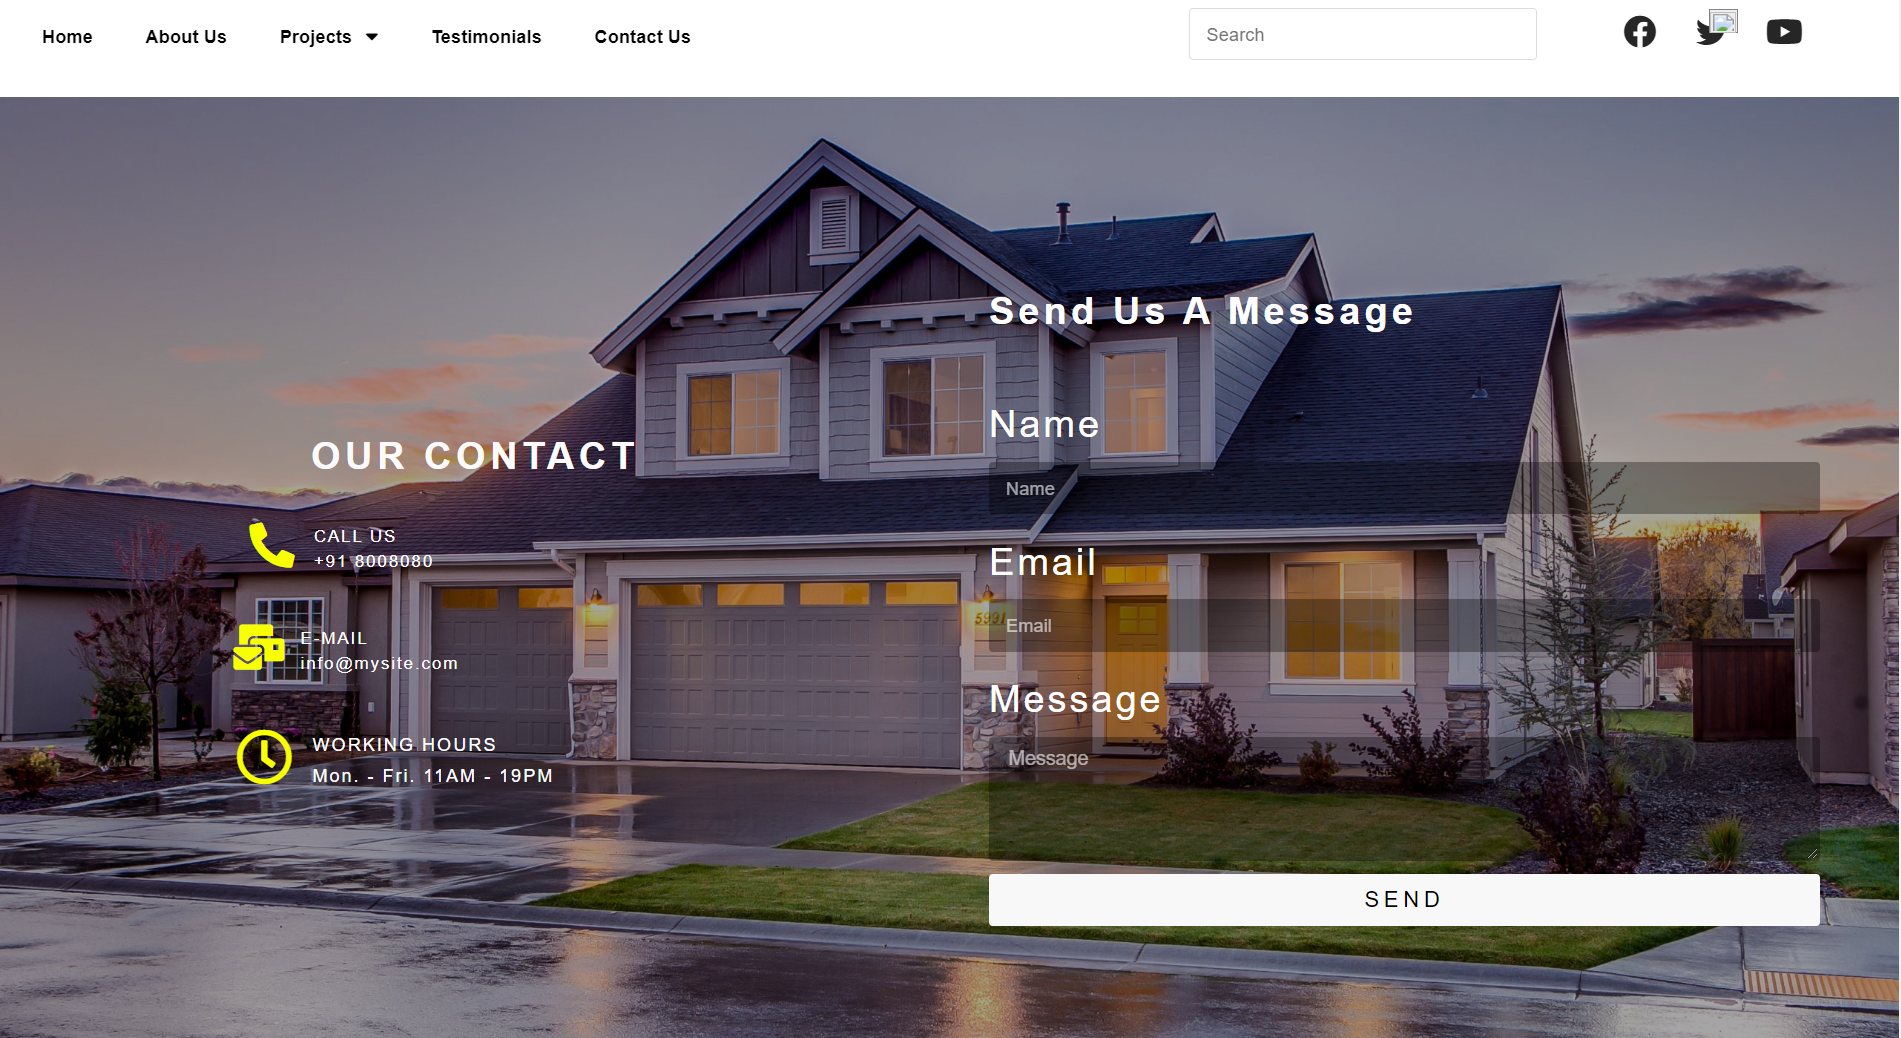 Home
About Us
Projects
Testimonials
Contact Us
Search
Send Us A Message
Name
Name
Email
Email
Message
Message
SEND
OUR CONTACT
CALL US
+91 8008080
E-MAIL
info@mysite.com
WORKING HOURS
Mon. - Fri. 11AM - 19PM
5991